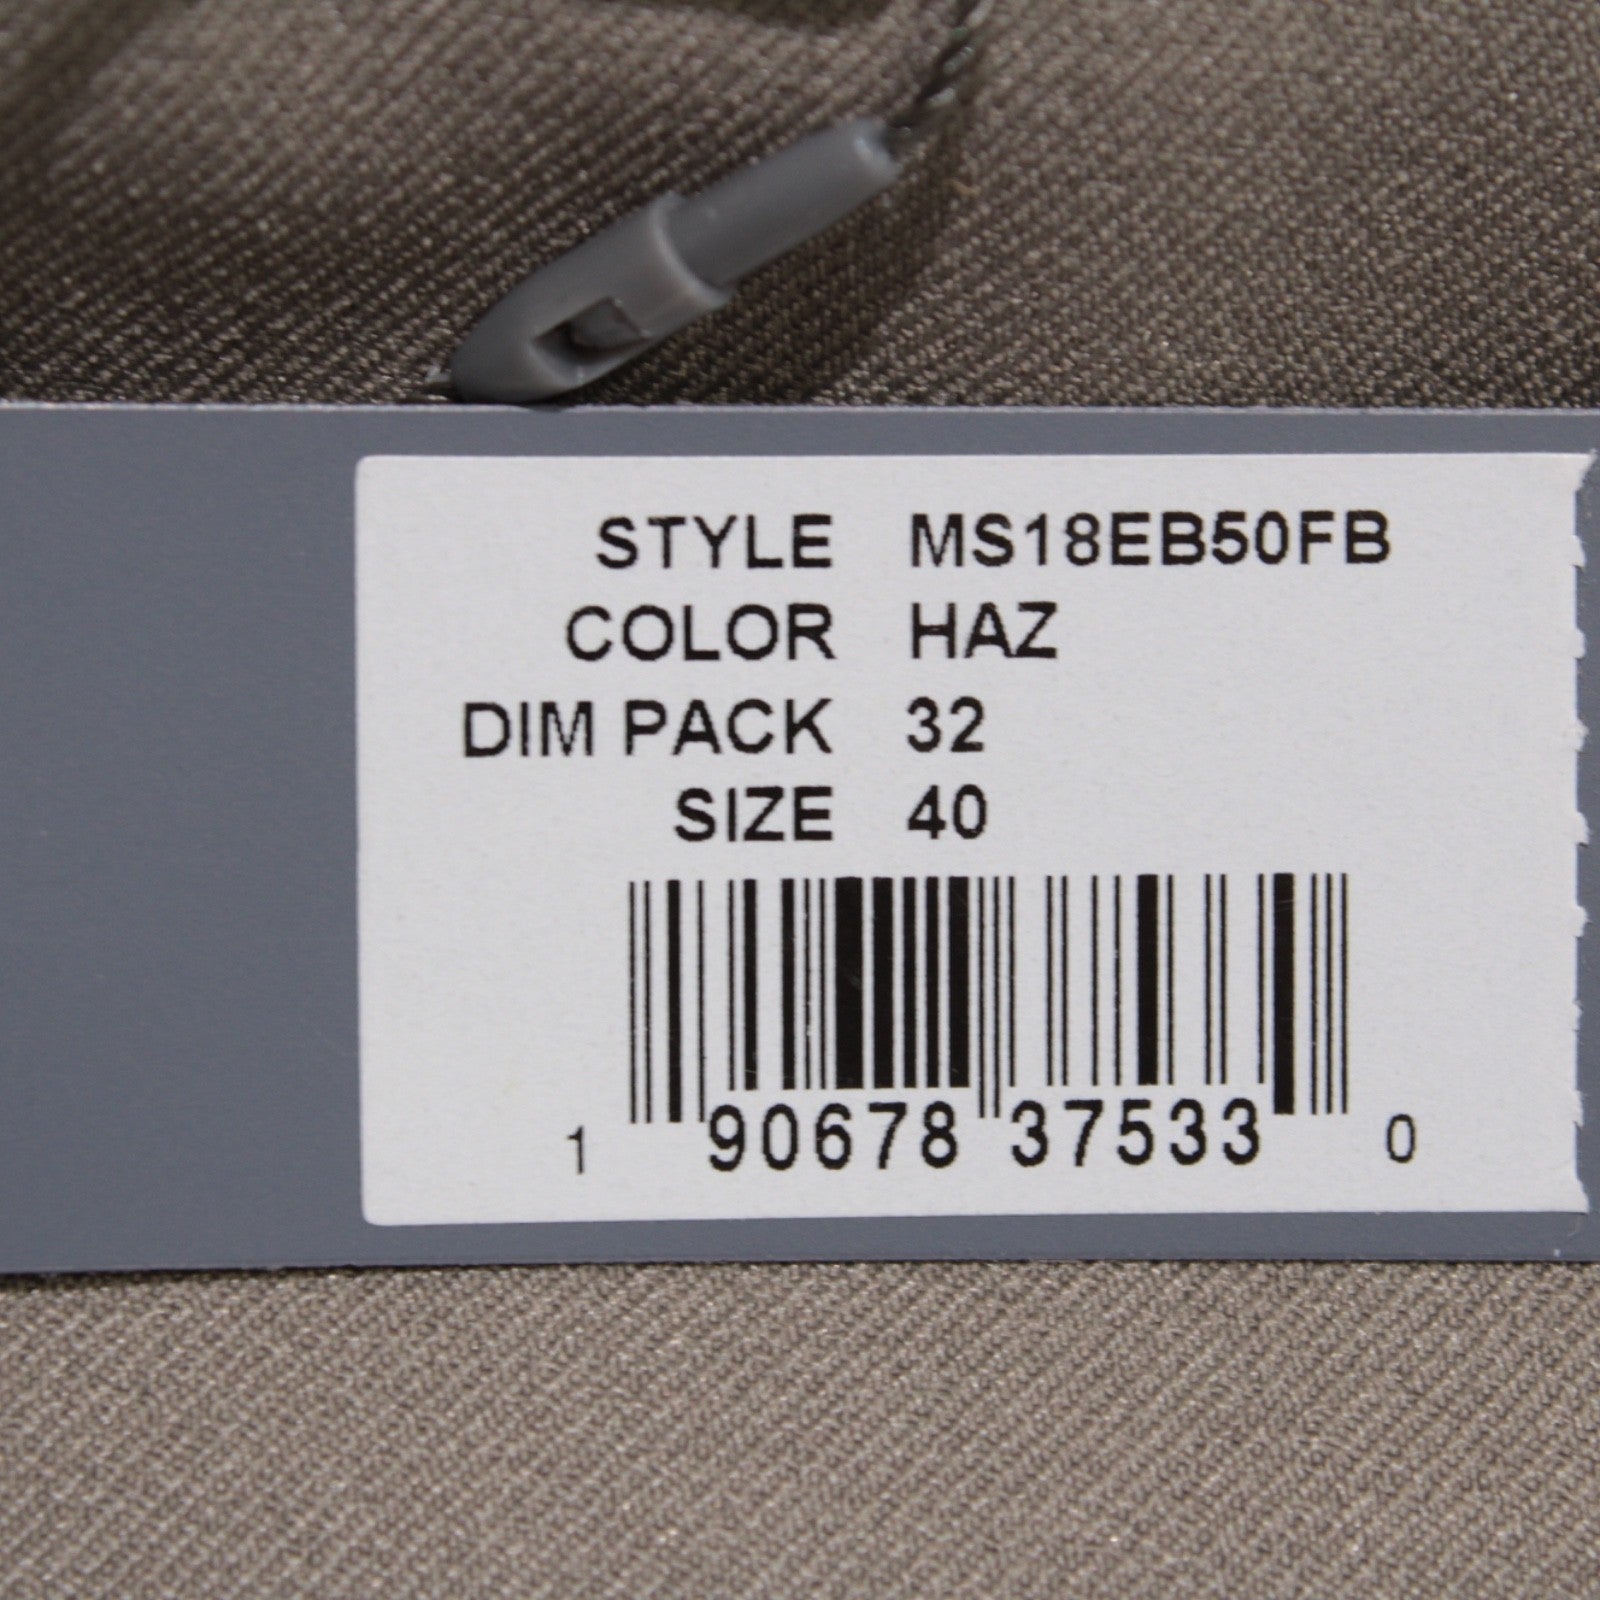 STYLE MS18EB50FB
COLOR HAZ
DIM PACK 32
SIZE 40
1 90678 37533 0